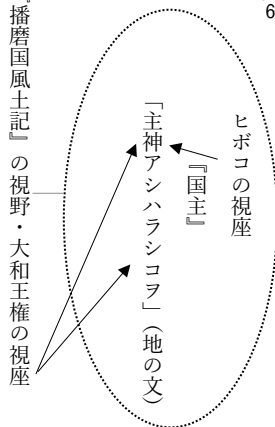 6
ヒボコの視座
『国主』
「主神アシハラシコヲ」（地の文）
『播磨国風土記』の視野・大和王権の視座